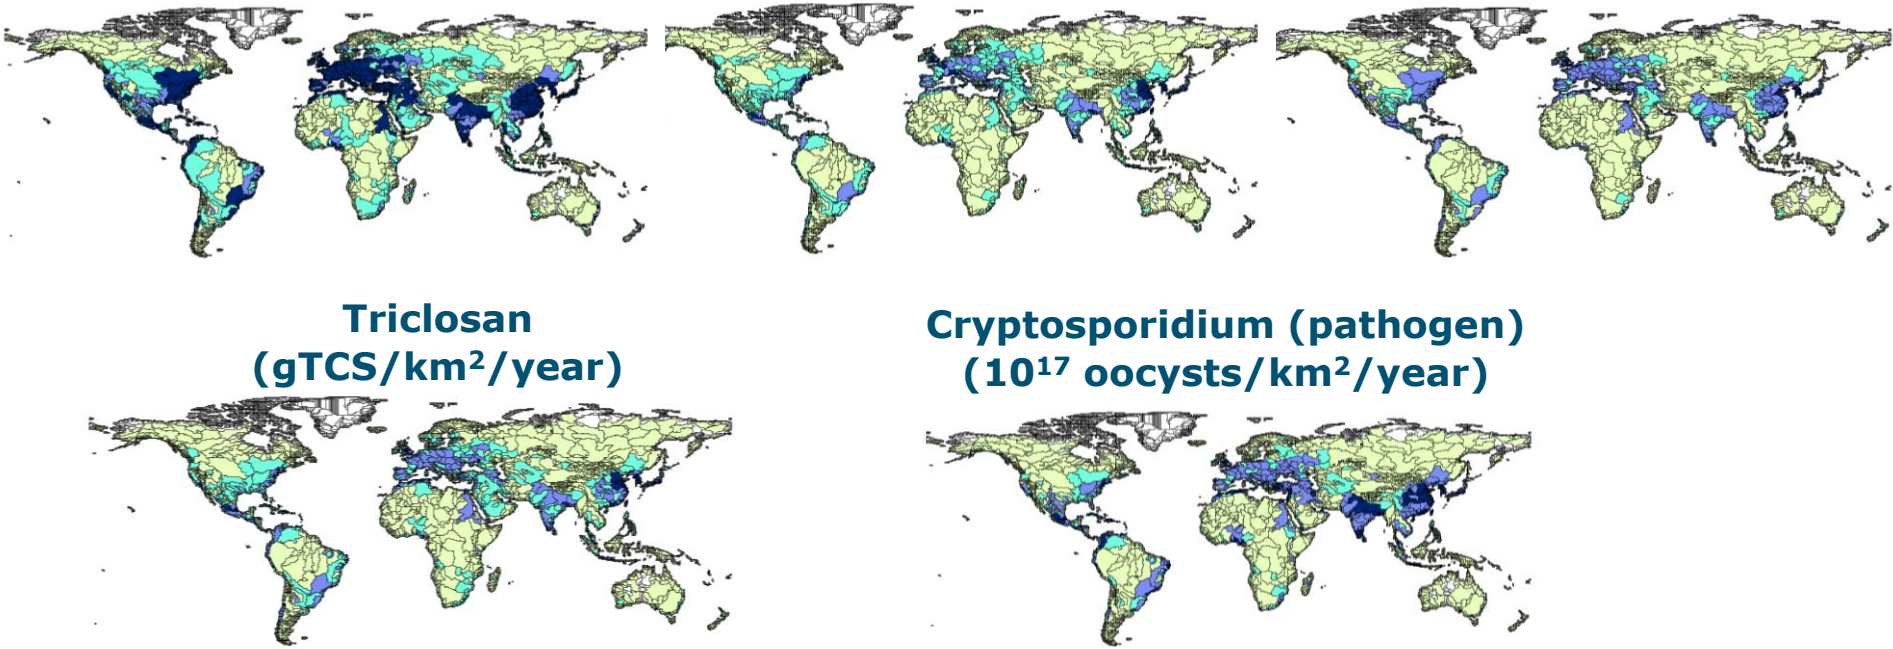 Triclosan
(gTCS/km²/year)
Cryptosporidium (pathogen)
(10¹⁷ oocysts/km²/year)